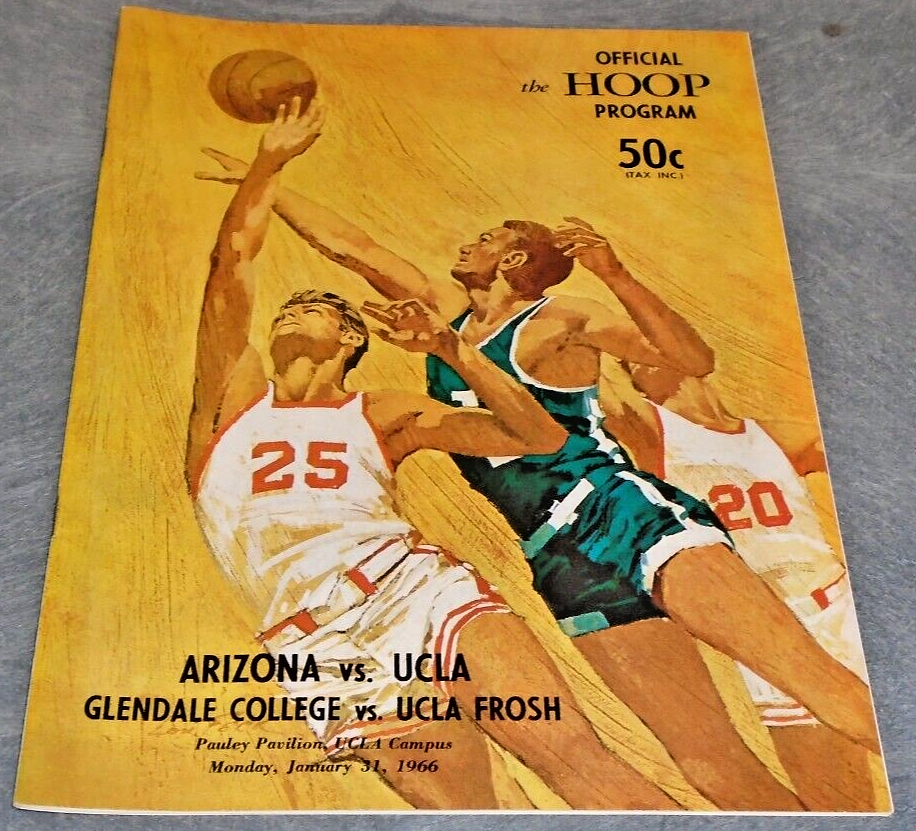 OFFICIAL
the HOOP
PROGRAM
50c
(TAX INC.)
25
20
ARIZONA vs. UCLA
GLENDALE COLLEGE vs. UCLA FROSH
Pauley Pavilion, UCLA Campus
Monday, January 31, 1966